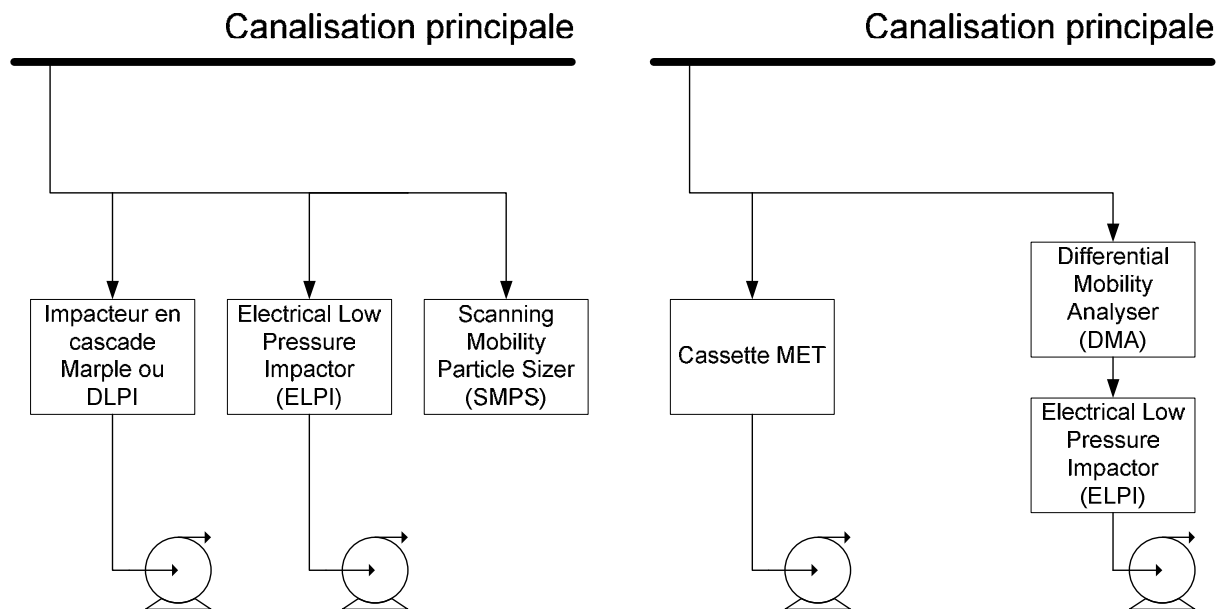 Canalisation principale
Impacteur en
cascade
Marple ou
DLPI
Electrical Low
Pressure
Impactor
(ELPI)
Scanning
Mobility
Particle Sizer
(SMPS)
Canalisation principale
Cassette MET
Differential
Mobility
Analyser
(DMA)
Electrical Low
Pressure
Impactor
(ELPI)